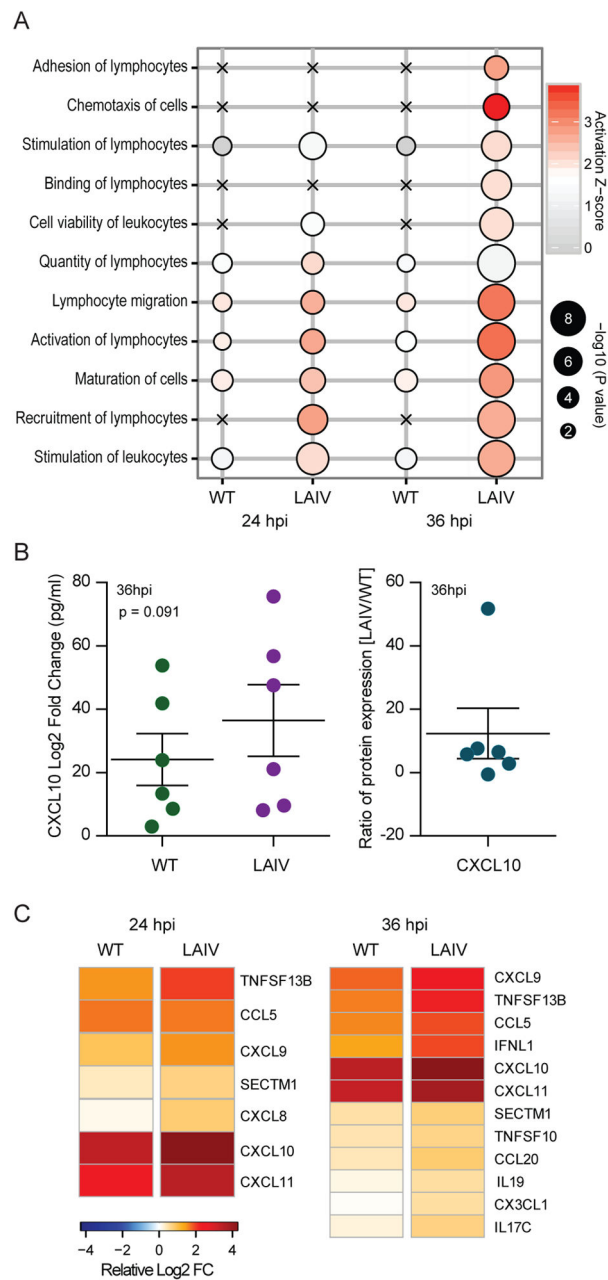 A
Adhesion of lymphocytes
Chemotaxis of cells
Stimulation of lymphocytes
Binding of lymphocytes
Cell viability of leukocytes
Quantity of lymphocytes
Lymphocyte migration
Activation of lymphocytes
Maturation of cells
Recruitment of lymphocytes
Stimulation of leukocytes
WT LAIV WT LAIV
24 hpi 36 hpi
3
2
1
0
Activation Z-score
8
6
4
2
-log10 (P value)
B
CXCL10 Log2 Fold Change (pg/ml)
80
60
40
20
0
36hpi
p = 0.091
WT LAIV
Ratio of protein expression [LAIV/WT]
60
40
20
0
-20
36hpi
CXCL10
C
24 hpi
WT LAIV
TNFSF13B
CCL5
CXCL9
SECTM1
CXCL8
CXCL10
CXCL11
36 hpi
WT LAIV
CXCL9
TNFSF13B
CCL5
IFNL1
CXCL10
CXCL11
SECTM1
TNFSF10
CCL20
IL19
CX3CL1
IL17C
-4 -2 0 2 4
Relative Log2 FC